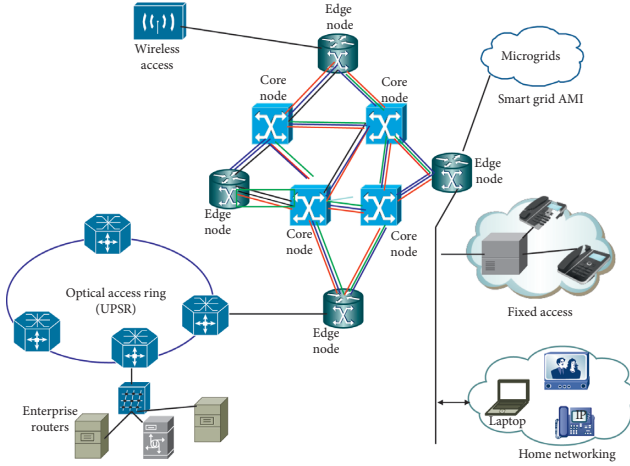 Edge
node
Wireless
access
Microgrids
Smart grid AMI
Core
node
Core
node
Edge
node
Edge
node
Core
node
Core
node
Optical access ring
(UPSR)
Fixed access
Edge
node
Enterprise
routers
Laptop
IP
Home networking